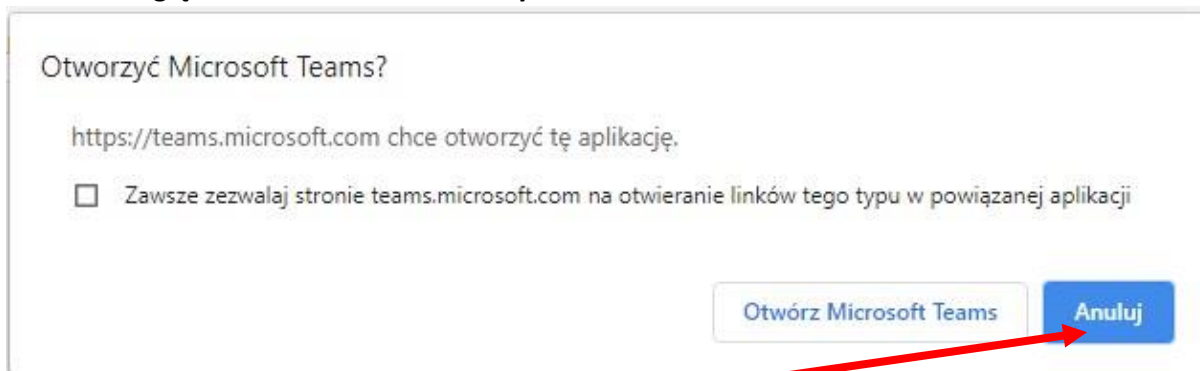 Otworzyć Microsoft Teams?
https://teams.microsoft.com chce otworzyć tę aplikację.
Zawsze zezwalaj stronie teams.microsoft.com na otwieranie linków tego typu w powiązanej aplikacji
Otwórz Microsoft Teams Anuluj